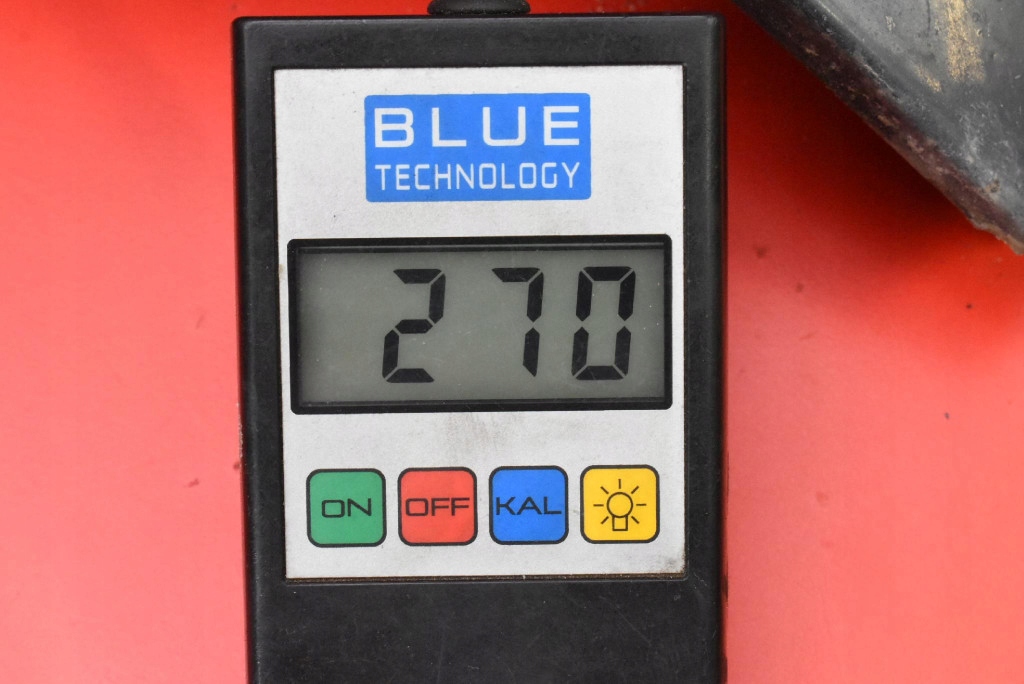 BLUE
TECHNOLOGY
270
ON OFF KAL